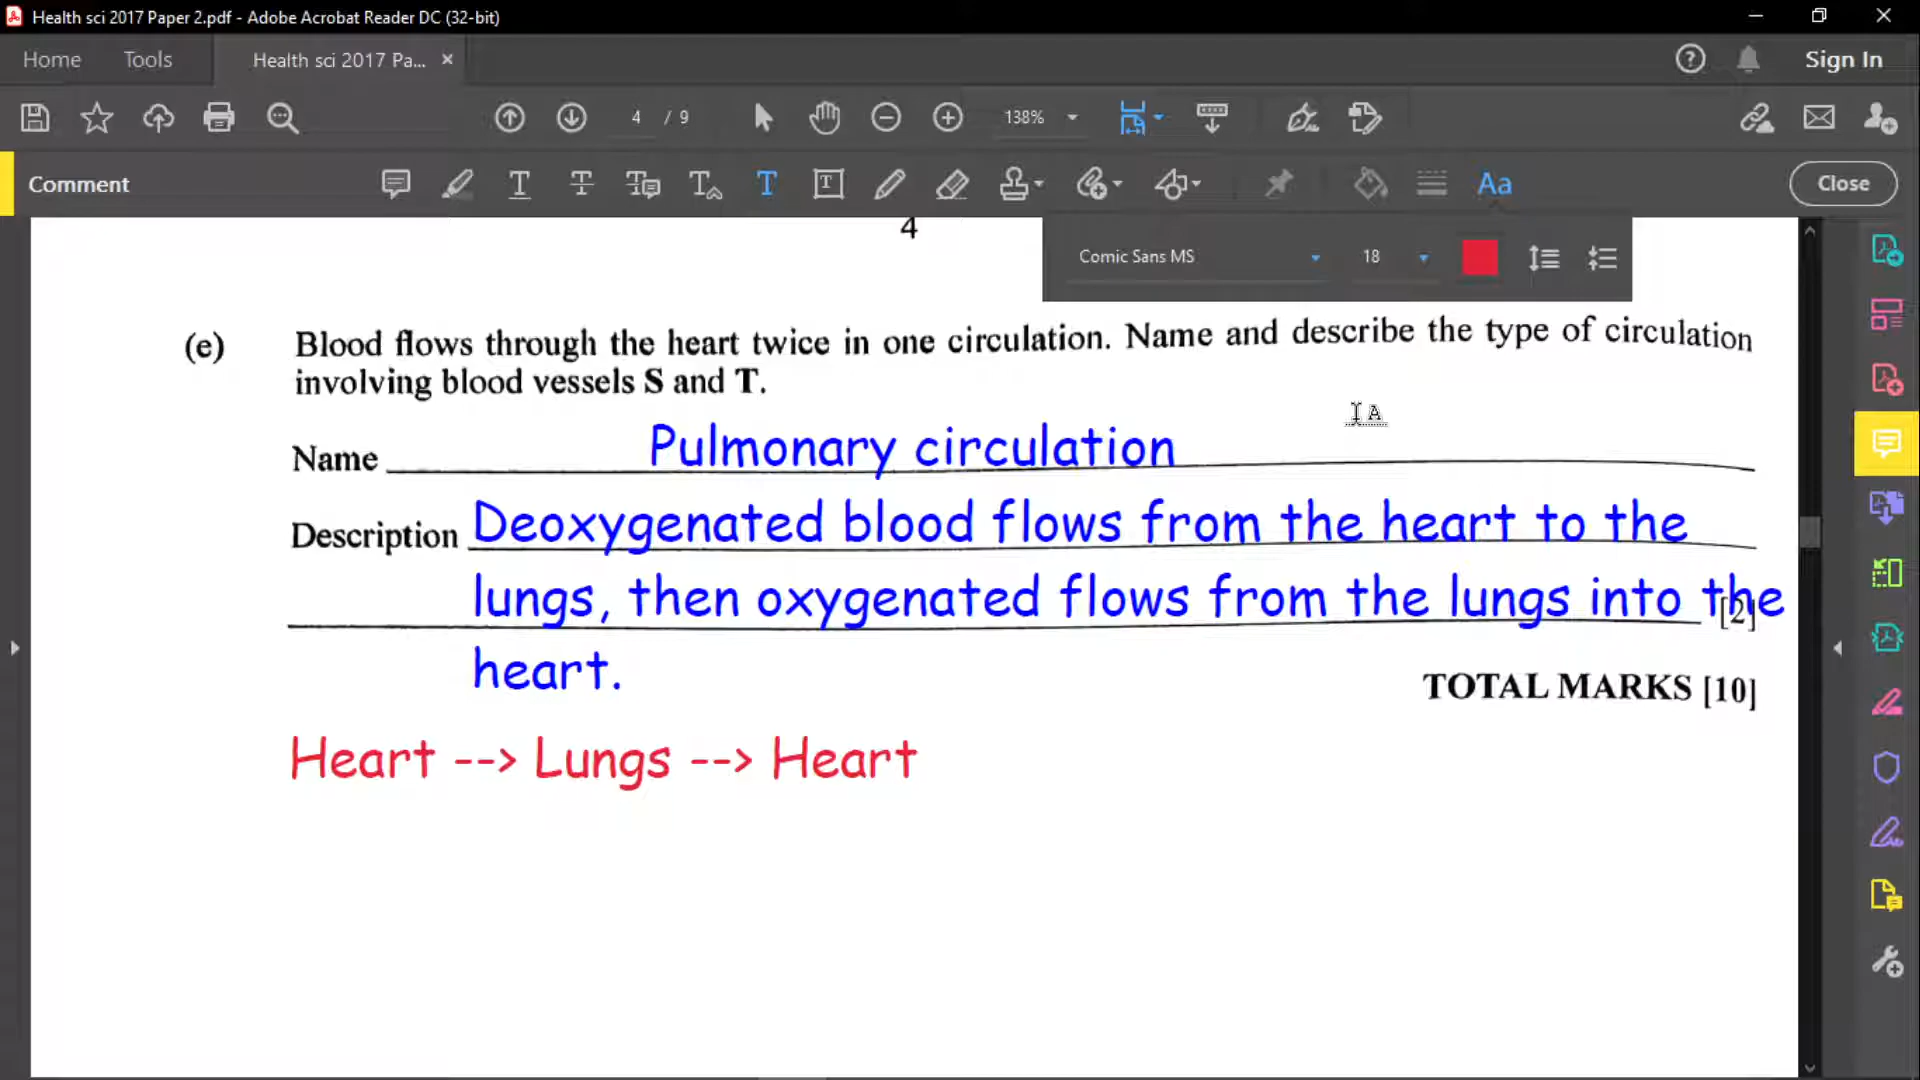 Health sci 2017 Paper 2.pdf - Adobe Acrobat Reader DC (32-bit)
Home Tools Health sci 2017 Pa... × Sign In
4 / 9 138%
Comment Close
Comic Sans MS 18
4
(e) Blood flows through the heart twice in one circulation. Name and describe the type of circulation
involving blood vessels S and T.
Name Pulmonary circulation
Description Deoxygenated blood flows from the heart to the
lungs, then oxygenated flows from the lungs into the [2]
heart.
TOTAL MARKS [10]
Heart --> Lungs --> Heart